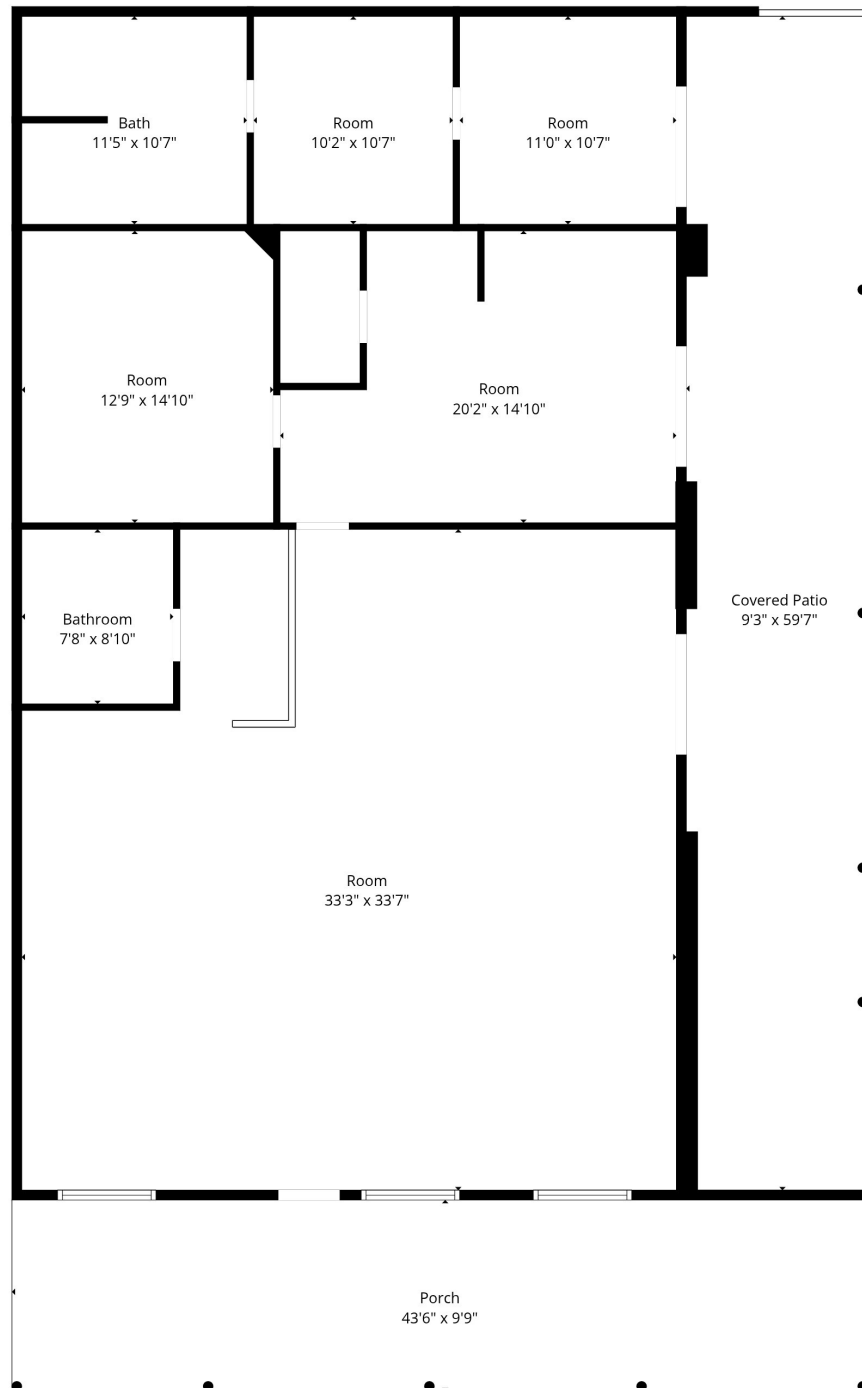 Bath
11'5" x 10'7"
Room
10'2" x 10'7"
Room
11'0" x 10'7"
Room
12'9" x 14'10"
Room
20'2" x 14'10"
Bathroom
7'8" x 8'10"
Covered Patio
9'3" x 59'7"
Room
33'3" x 33'7"
Porch
43'6" x 9'9"